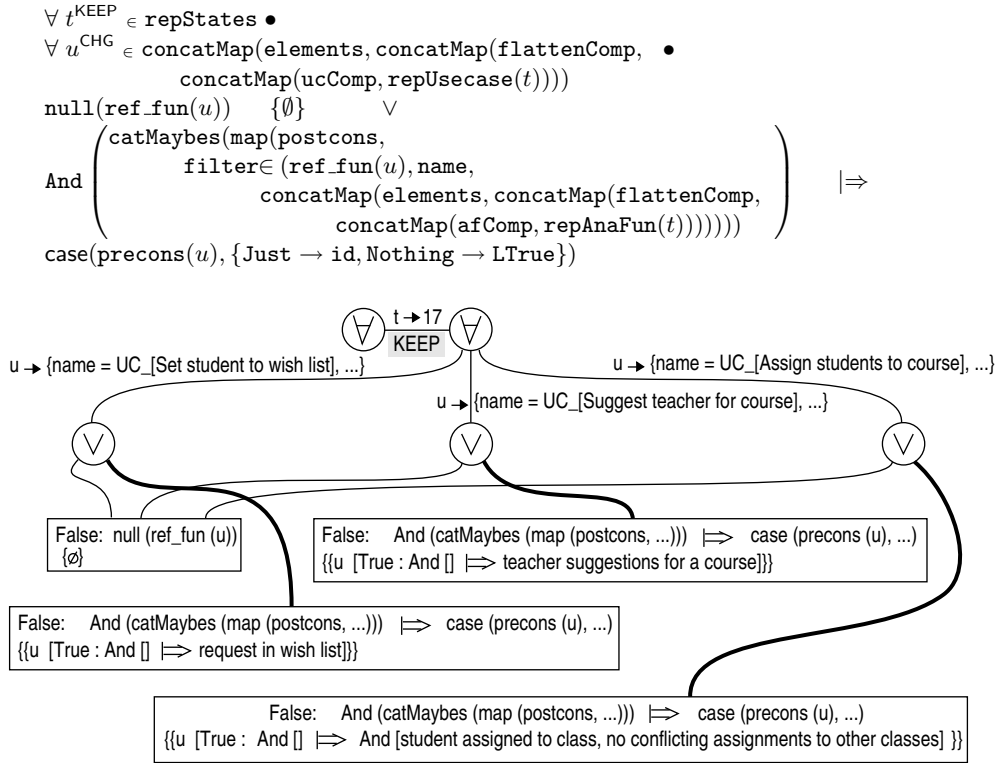 ∀ t^KEEP ∈ repStates •
∀ u^CHG ∈ concatMap(elements, concatMap(flattenComp, •
concatMap(ucComp, repUsecase(t))))
null(ref_fun(u)) {∅} ∨
And (catMaybes(map(postcons,
filter∈ (ref_fun(u), name,
concatMap(elements, concatMap(flattenComp,
concatMap(afComp, repAnaFun(t))))))) ) |⇒
case(precons(u), {Just → id, Nothing → LTrue})
∀ t → 17 ∀
KEEP
u → {name = UC_[Set student to wish list], ...} u → {name = UC_[Assign students to course], ...}
u → {name = UC_[Suggest teacher for course], ...}
∨ ∨ ∨
False: null (ref_fun (u))
{ø}
False: And (catMaybes (map (postcons, ...))) |⇒ case (precons (u), ...)
{{u [True : And [] |⇒ teacher suggestions for a course]}}
False: And (catMaybes (map (postcons, ...))) |⇒ case (precons (u), ...)
{{u [True : And [] |⇒ request in wish list]}}
False: And (catMaybes (map (postcons, ...))) |⇒ case (precons (u), ...)
{{u [True : And [] |⇒ And [student assigned to class, no conflicting assignments to other classes] }}